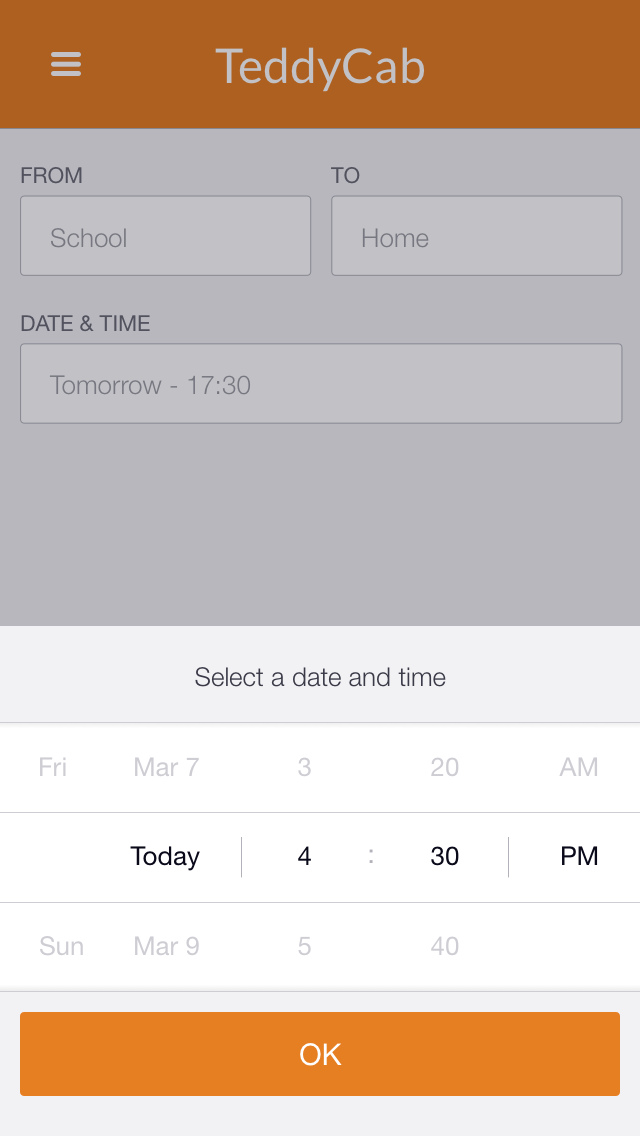 TeddyCab
FROM
TO
School
Home
DATE & TIME
Tomorrow - 17:30
Select a date and time
Fri Mar 7 3 20 AM
Today 4 : 30 PM
Sun Mar 9 5 40
OK